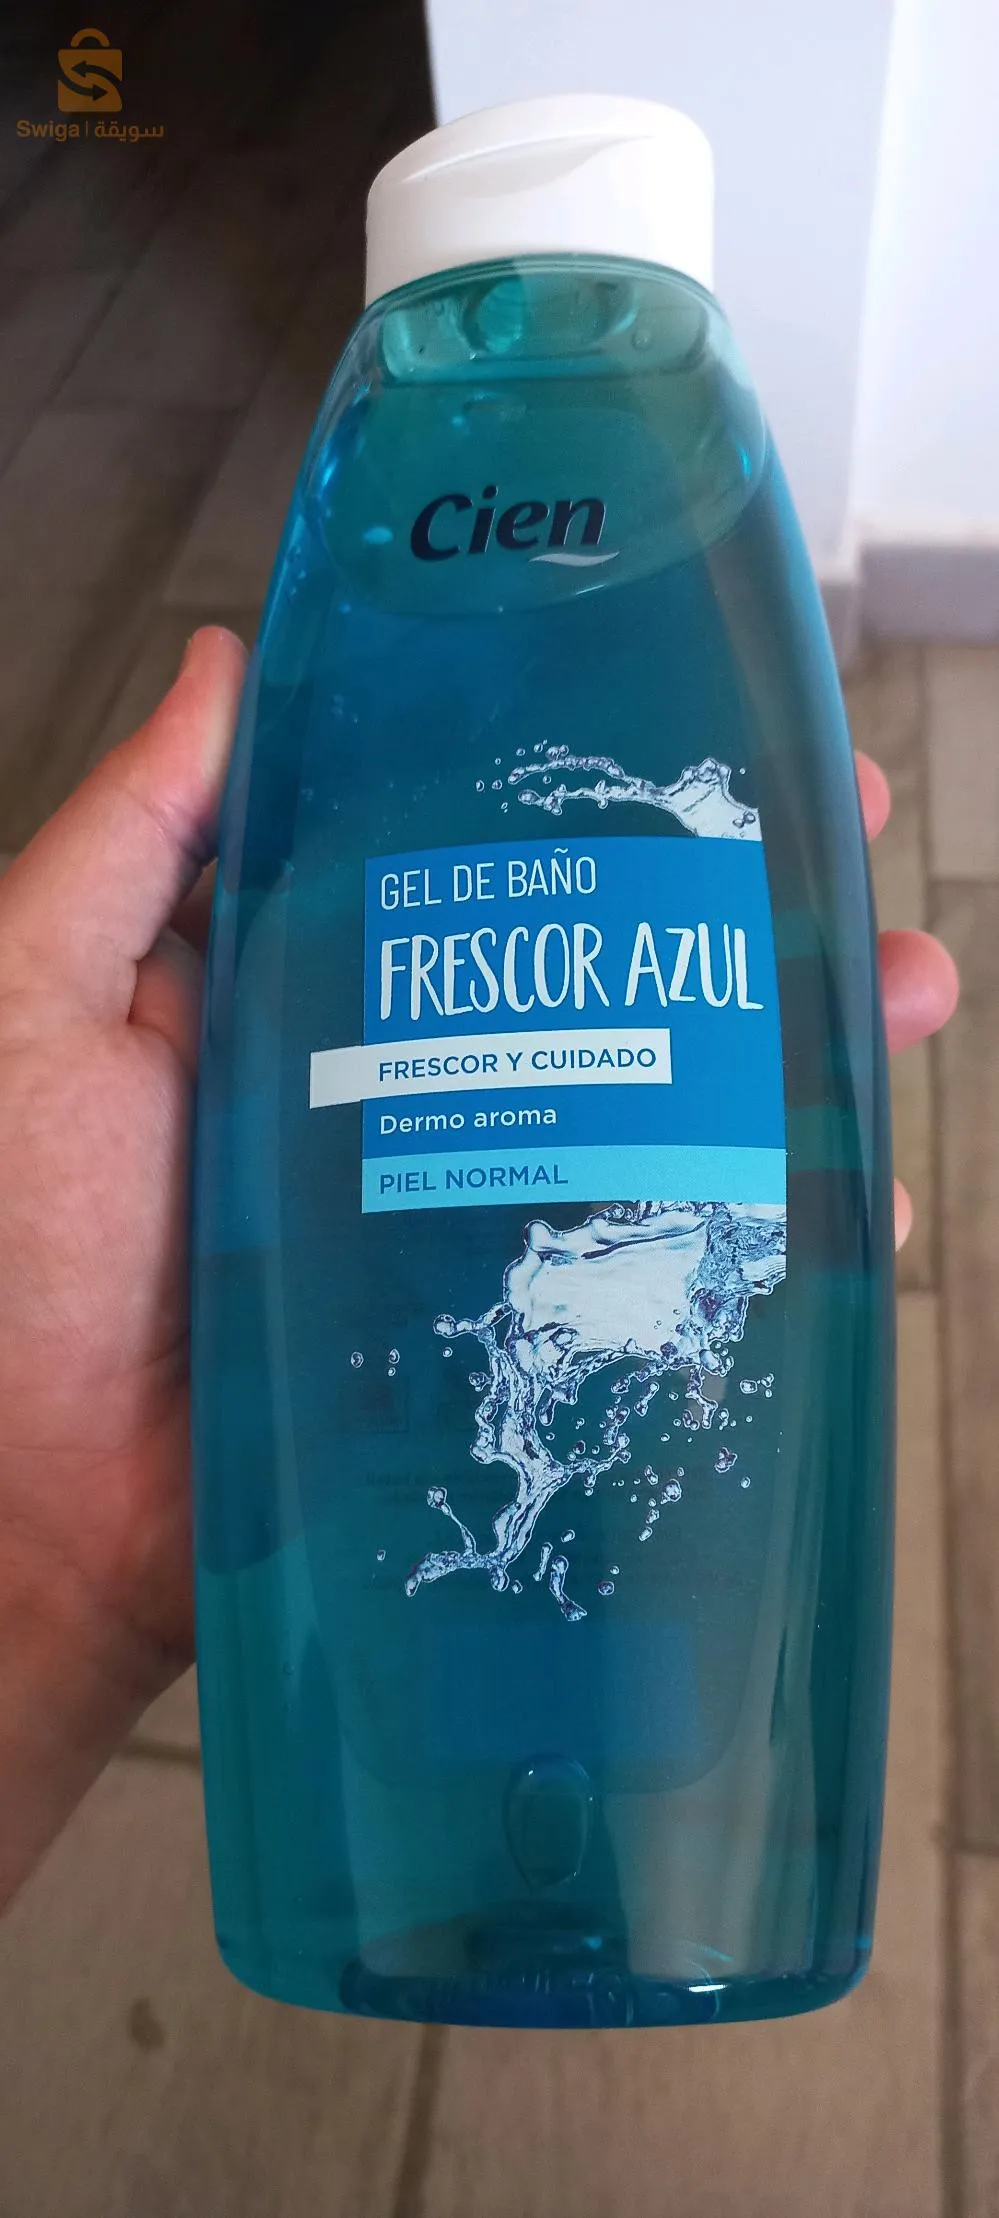 Swiga | سويقة
Cien
GEL DE BAÑO
FRESCOR AZUL
FRESCOR Y CUIDADO
Dermo aroma
PIEL NORMAL